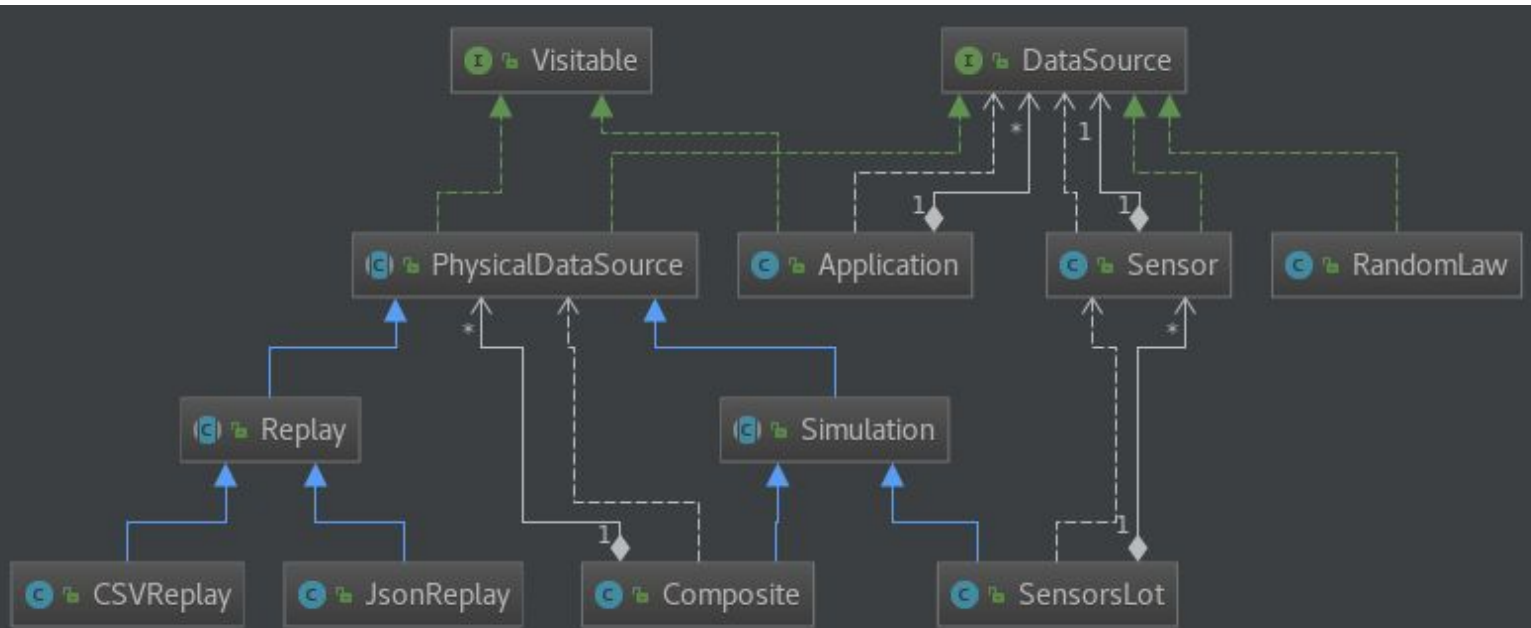 Visitable DataSource
* 1
1 1
PhysicalDataSource Application Sensor RandomLaw
* *
Replay Simulation
1 1
CSVReplay JsonReplay Composite SensorsLot